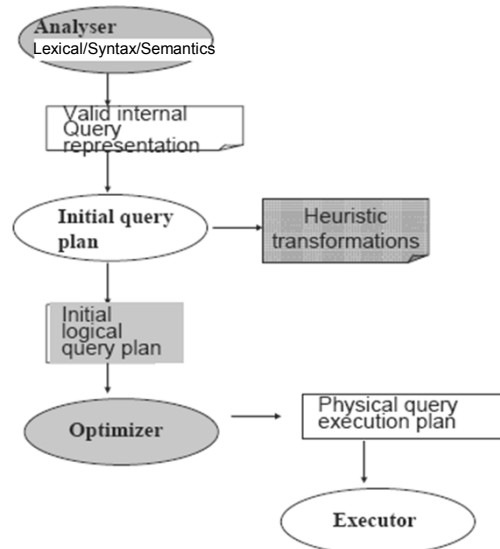 Analyser
Lexical/Syntax/Semantics
Valid internal
Query
representation
Initial query
plan
Heuristic
transformations
Initial
logical
query plan
Optimizer
Physical query
execution plan
Executor